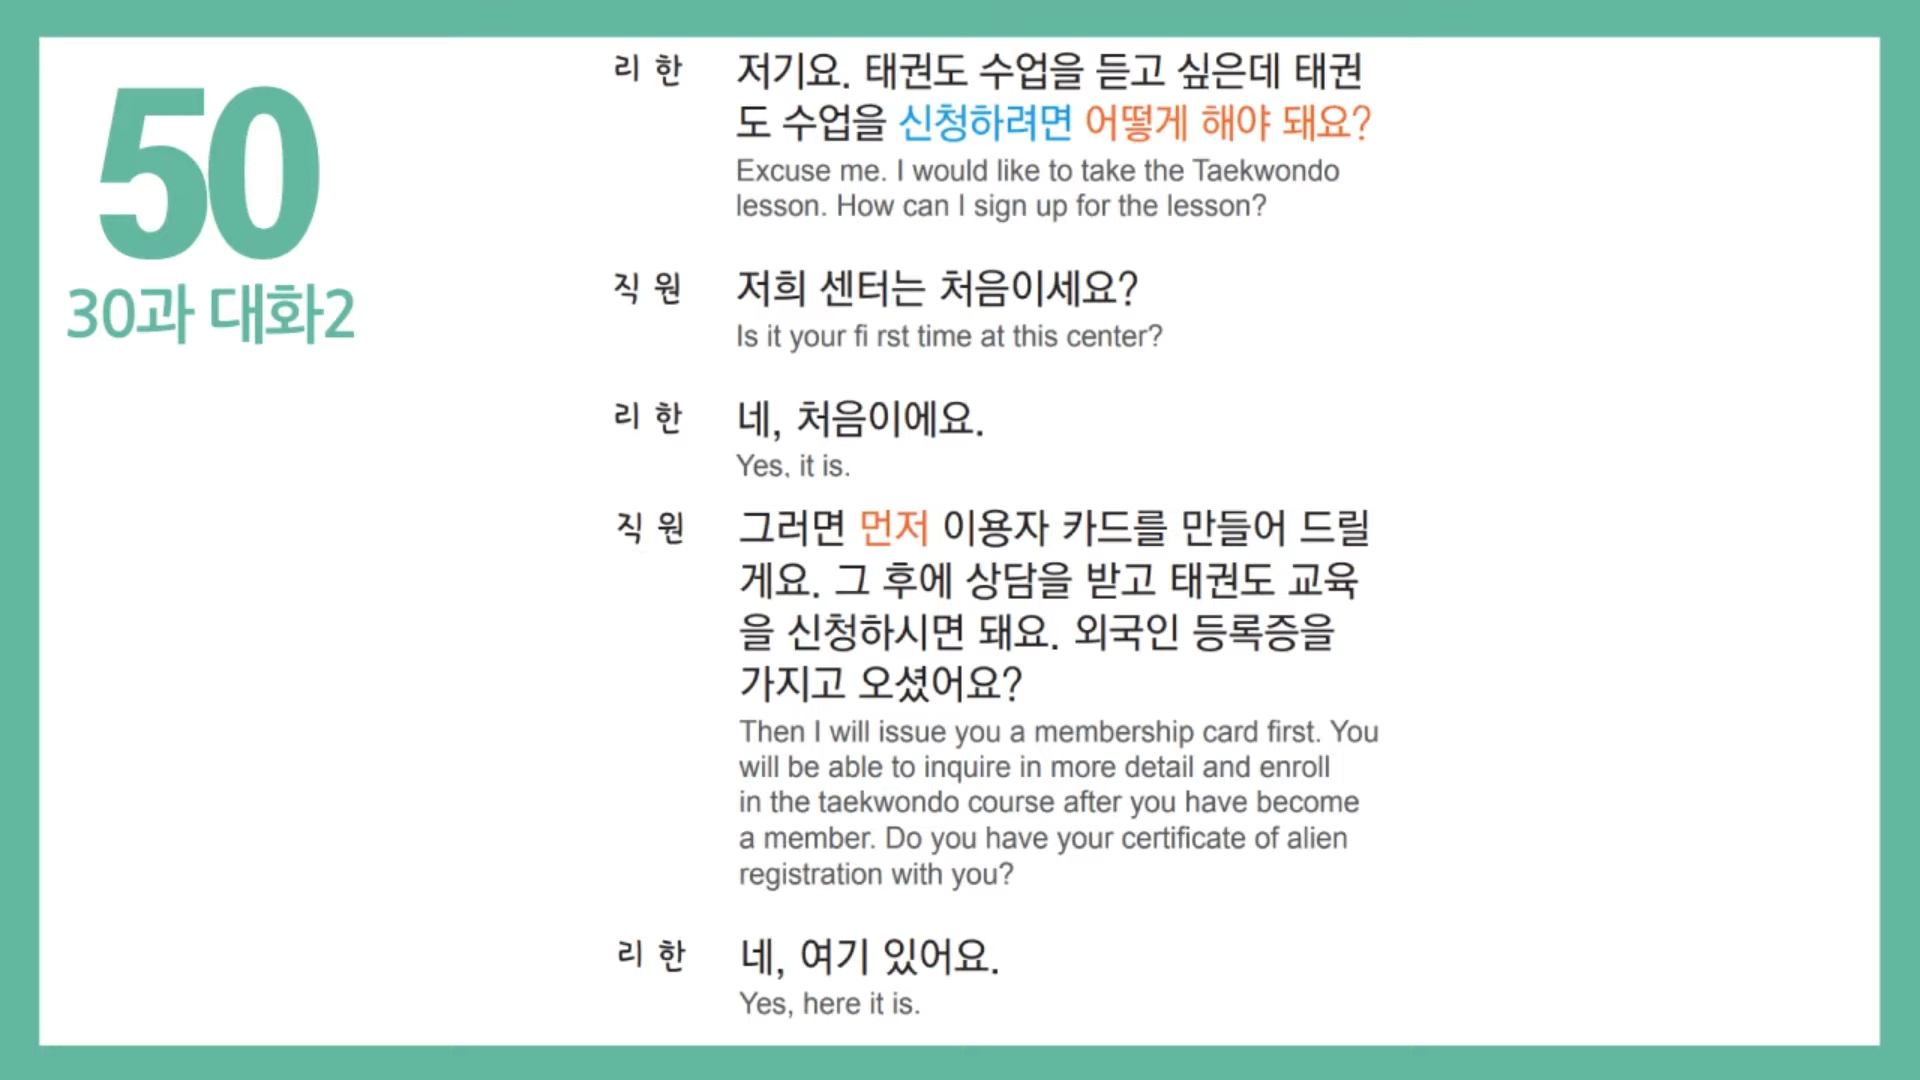 50
30과 대화2
리 한 저기요. 태권도 수업을 듣고 싶은데 태권
도 수업을 신청하려면 어떻게 해야 돼요?
Excuse me. I would like to take the Taekwondo
lesson. How can I sign up for the lesson?
직 원 저희 센터는 처음이세요?
Is it your fi rst time at this center?
리 한 네, 처음이에요.
Yes, it is.
직 원 그러면 먼저 이용자 카드를 만들어 드릴
게요. 그 후에 상담을 받고 태권도 교육
을 신청하시면 돼요. 외국인 등록증을
가지고 오셨어요?
Then I will issue you a membership card first. You
will be able to inquire in more detail and enroll
in the taekwondo course after you have become
a member. Do you have your certificate of alien
registration with you?
리 한 네, 여기 있어요.
Yes, here it is.